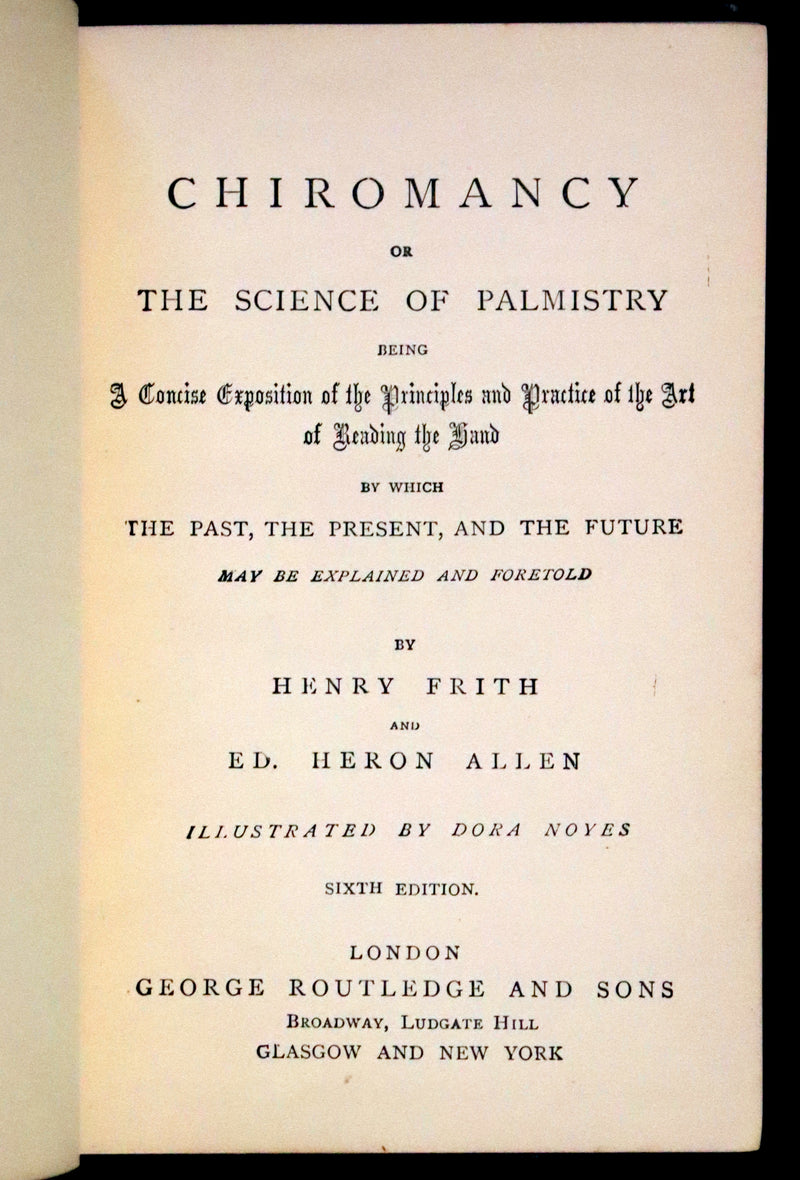 CHIROMANCY
OR
THE SCIENCE OF PALMISTRY
BEING
A Concise Exposition of the Principles and Practice of the Art
of Reading the Hand
BY WHICH
THE PAST, THE PRESENT, AND THE FUTURE
MAY BE EXPLAINED AND FORETOLD
BY
HENRY FRITH
AND
ED. HERON ALLEN
ILLUSTRATED BY DORA NOYES
SIXTH EDITION.
LONDON
GEORGE ROUTLEDGE AND SONS
BROADWAY, LUDGATE HILL
GLASGOW AND NEW YORK